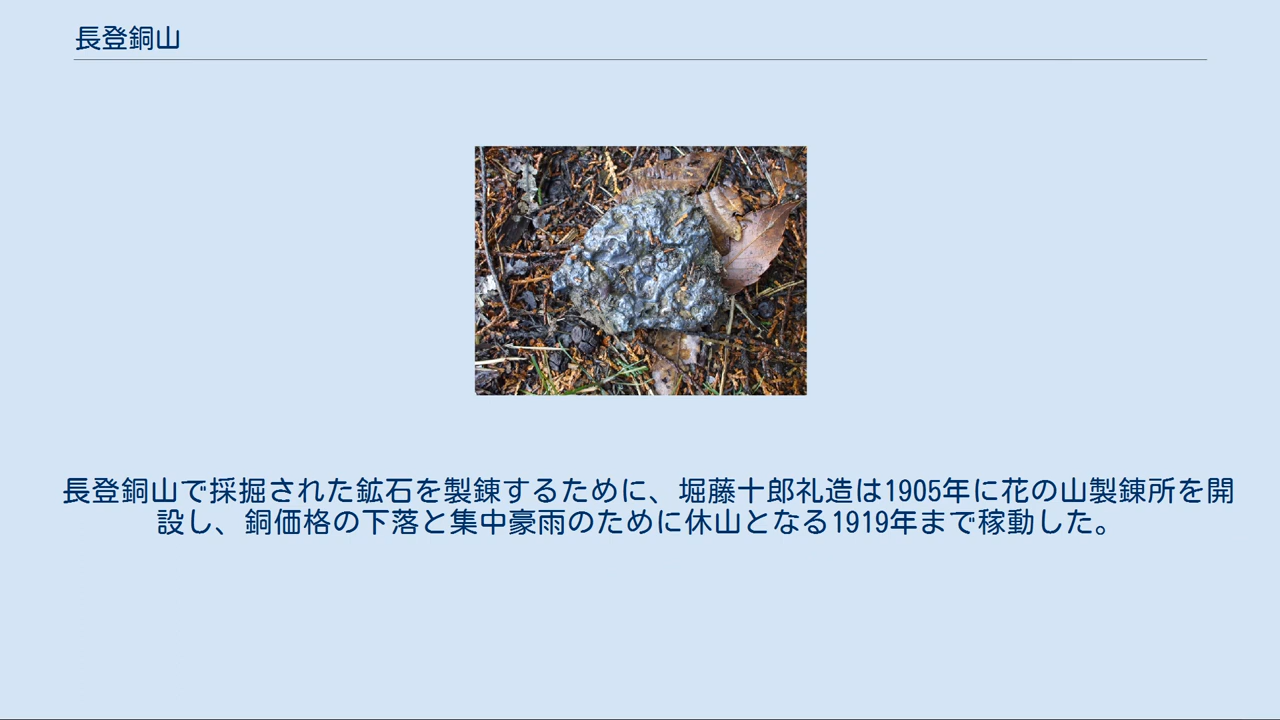 長登銅山
長登銅山で採掘された鉱石を製錬するために、堀藤十郎礼造は1905年に花の山製錬所を開
設し、銅価格の下落と集中豪雨のために休山となる1919年まで稼動した。